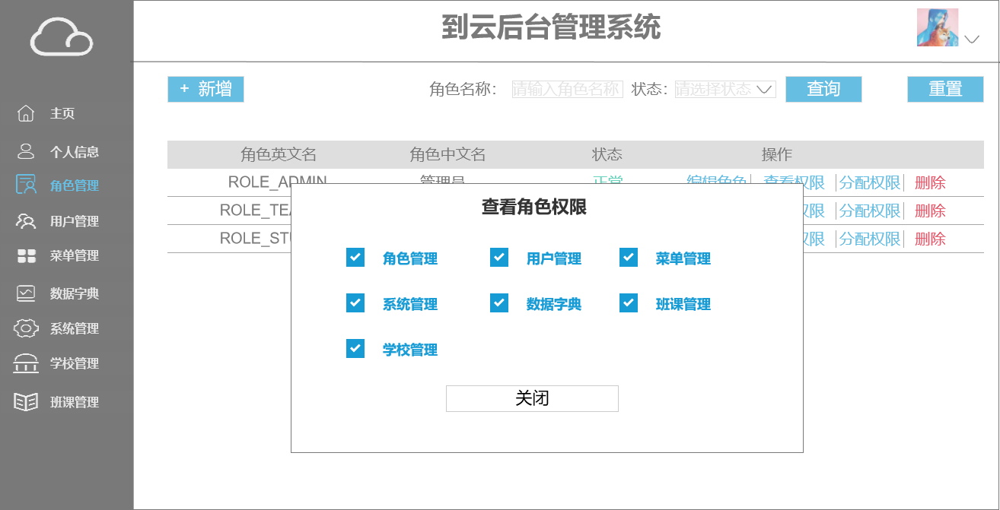 到云后台管理系统
+ 新增 角色名称： 请输入角色名称 状态： 请选择状态 查询 重置
主页
个人信息
角色管理
用户管理
菜单管理
数据字典
系统管理
学校管理
班课管理
角色英文名 角色中文名 状态 操作
ROLE_ADMIN 管理员 正常 编辑角色| 查看权限 |分配权限| 删除
ROLE_TEA 权限 |分配权限| 删除
ROLE_STU 权限 |分配权限| 删除
查看角色权限
角色管理 用户管理 菜单管理
系统管理 数据字典 班课管理
学校管理
关闭